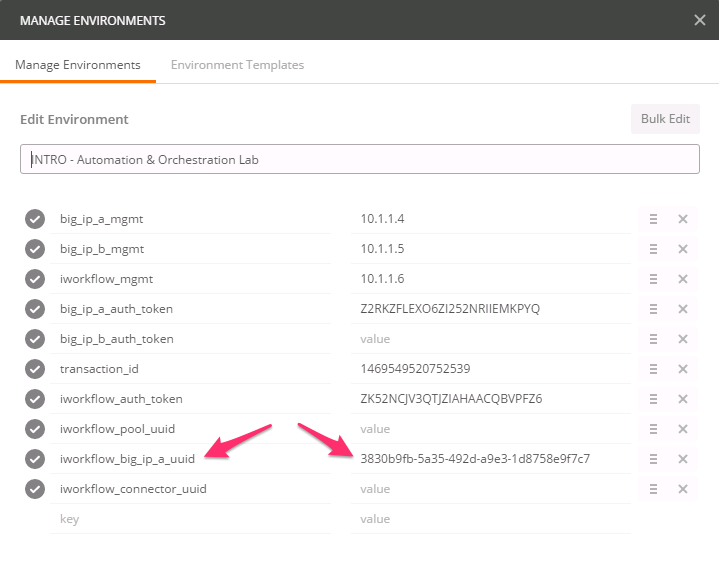 MANAGE ENVIRONMENTS
Manage Environments Environment Templates
Edit Environment Bulk Edit
INTRO - Automation & Orchestration Lab
big_ip_a_mgmt 10.1.1.4
big_ip_b_mgmt 10.1.1.5
iworkflow_mgmt 10.1.1.6
big_ip_a_auth_token Z2RKZFLEXO6ZI252NRIIEMKPYQ
big_ip_b_auth_token value
transaction_id 1469549520752539
iworkflow_auth_token ZK52NCJV3QTJZIAHAACQBVPFZ6
iworkflow_pool_uuid value
iworkflow_big_ip_a_uuid 3830b9fb-5a35-492d-a9e3-1d8758e9f7c7
iworkflow_connector_uuid value
key value